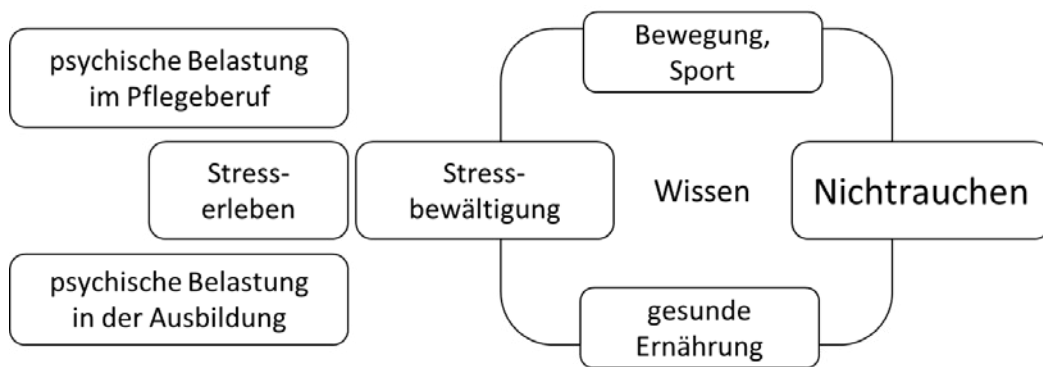 psychische Belastung
im Pflegeberuf
Stress-
erleben
psychische Belastung
in der Ausbildung
Stress-
bewältigung
Bewegung,
Sport
Wissen
Nichtrauchen
gesunde
Ernährung